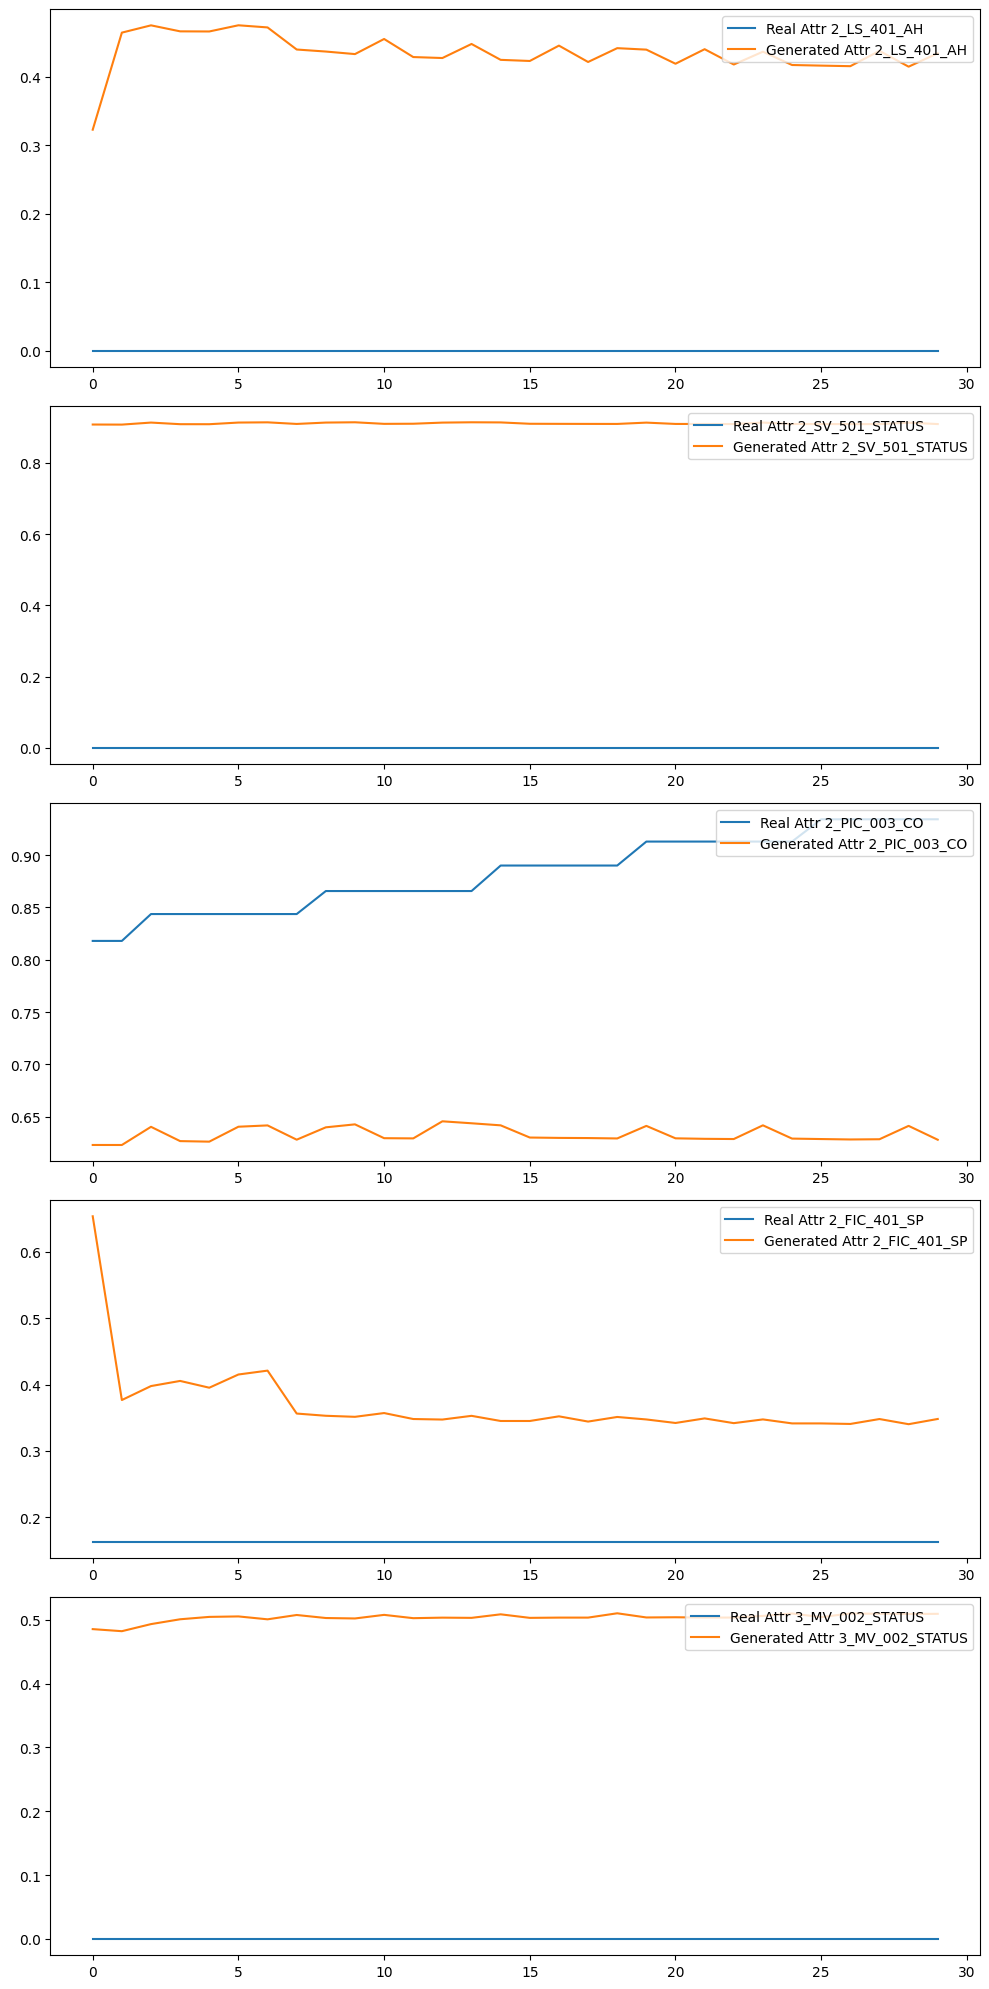 Real Attr 2_LS_401_AH
Generated Attr 2_LS_401_AH
0.4
0.3
0.2
0.1
0.0
0 5 10 15 20 25 30
Real Attr 2_SV_501_STATUS
Generated Attr 2_SV_501_STATUS
0.8
0.6
0.4
0.2
0.0
0 5 10 15 20 25 30
Real Attr 2_PIC_003_CO
Generated Attr 2_PIC_003_CO
0.90
0.85
0.80
0.75
0.70
0.65
0 5 10 15 20 25 30
Real Attr 2_FIC_401_SP
Generated Attr 2_FIC_401_SP
0.6
0.5
0.4
0.3
0.2
0 5 10 15 20 25 30
Real Attr 3_MV_002_STATUS
Generated Attr 3_MV_002_STATUS
0.5
0.4
0.3
0.2
0.1
0.0
0 5 10 15 20 25 30